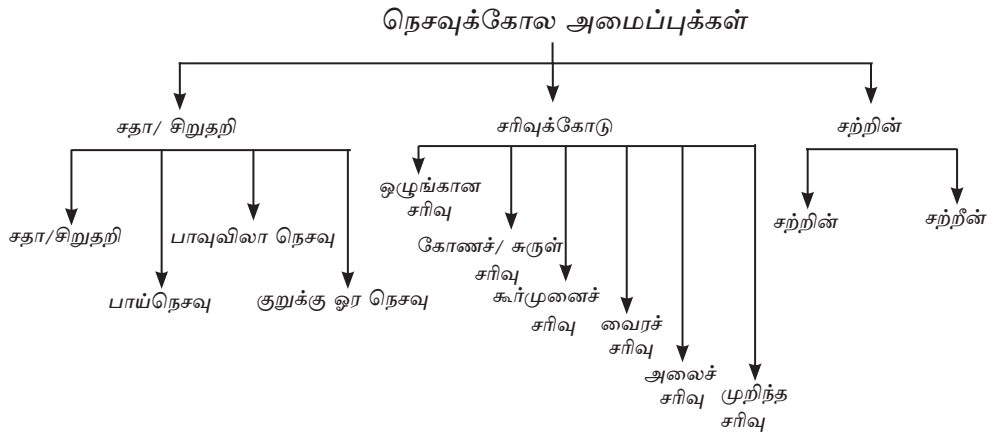 நெசவுக்கோல அமைப்புக்கள்
சதா/ சிறுதறி
சரிவுக்கோடு
சற்றின்
சதா/சிறுதறி
பாய்நெசவு
பாவுவிலா நெசவு
குறுக்கு ஓர நெசவு
ஒழுங்கான
சரிவு
கோணச்/ சுருள்
சரிவு
கூர்முனைச்
சரிவு
வைரச்
சரிவு
அலைச்
சரிவு
முறிந்த
சரிவு
சற்றின்
சற்றீன்